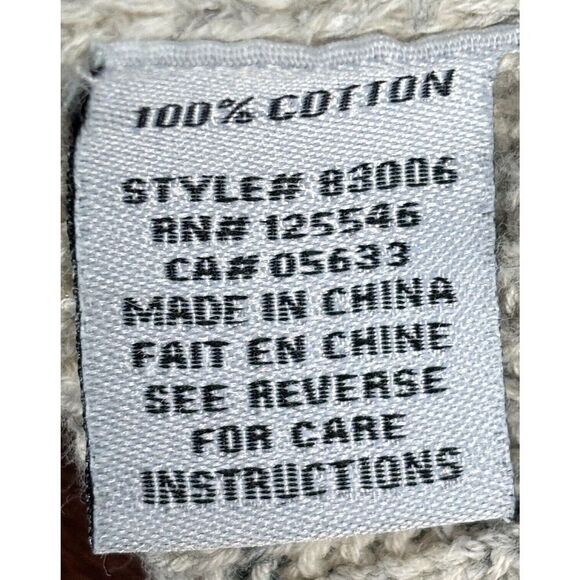 100% COTTON
STYLE# 83006
RN# 125546
CA# 05633
MADE IN CHINA
FAIT EN CHINE
SEE REVERSE
FOR CARE
INSTRUCTIONS